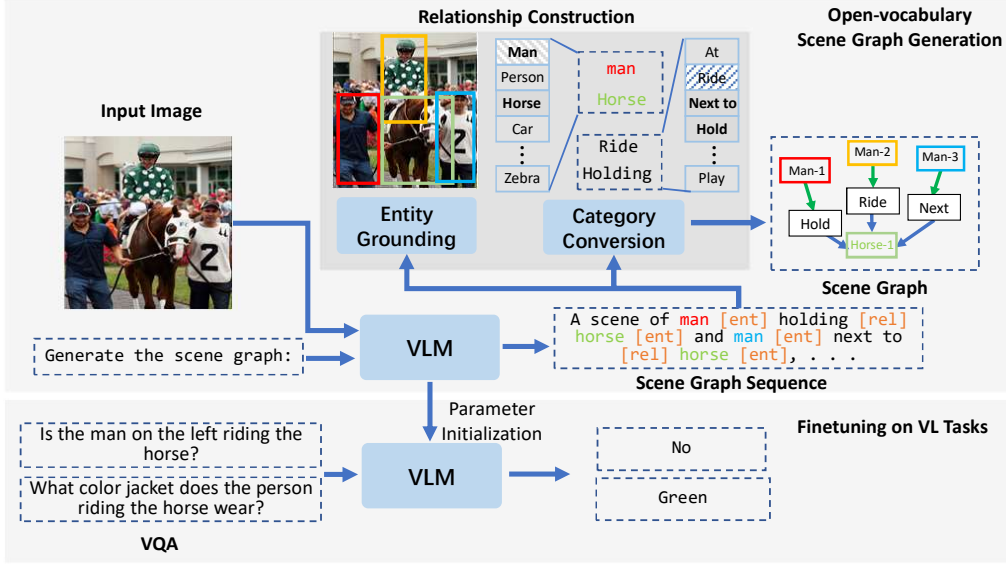 Relationship Construction
Open-vocabulary
Scene Graph Generation
Input Image
Man
Person
Horse
Car
Zebra
man
Horse
Ride
Holding
At
Ride
Next to
Hold
Play
2
2
Entity
Grounding
Category
Conversion
Man-1
Man-2
Man-3
Hold
Ride
Next
Horse-1
Scene Graph
Generate the scene graph:
VLM
A scene of man [ent] holding [rel]
horse [ent] and man [ent] next to
[rel] horse [ent], . . .
Scene Graph Sequence
Parameter
Initialization
Finetuning on VL Tasks
Is the man on the left riding the
horse?
What color jacket does the person
riding the horse wear?
VQA
VLM
No
Green